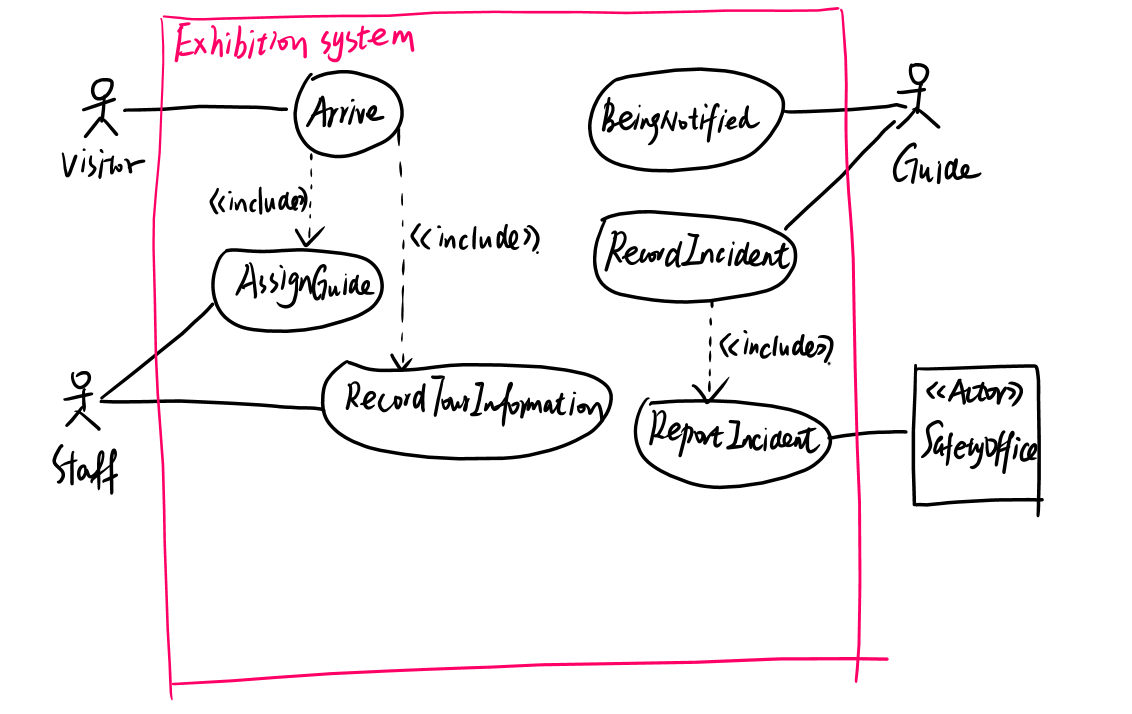 Exhibition system
Visitor
Arrive
BeingNotified
Guide
<<include>>
<<include>>
RecordIncident
AssignGuide
<<include>>
Staff
RecordTourInformation
ReportIncident
<<Actor>>
SafetyOffice